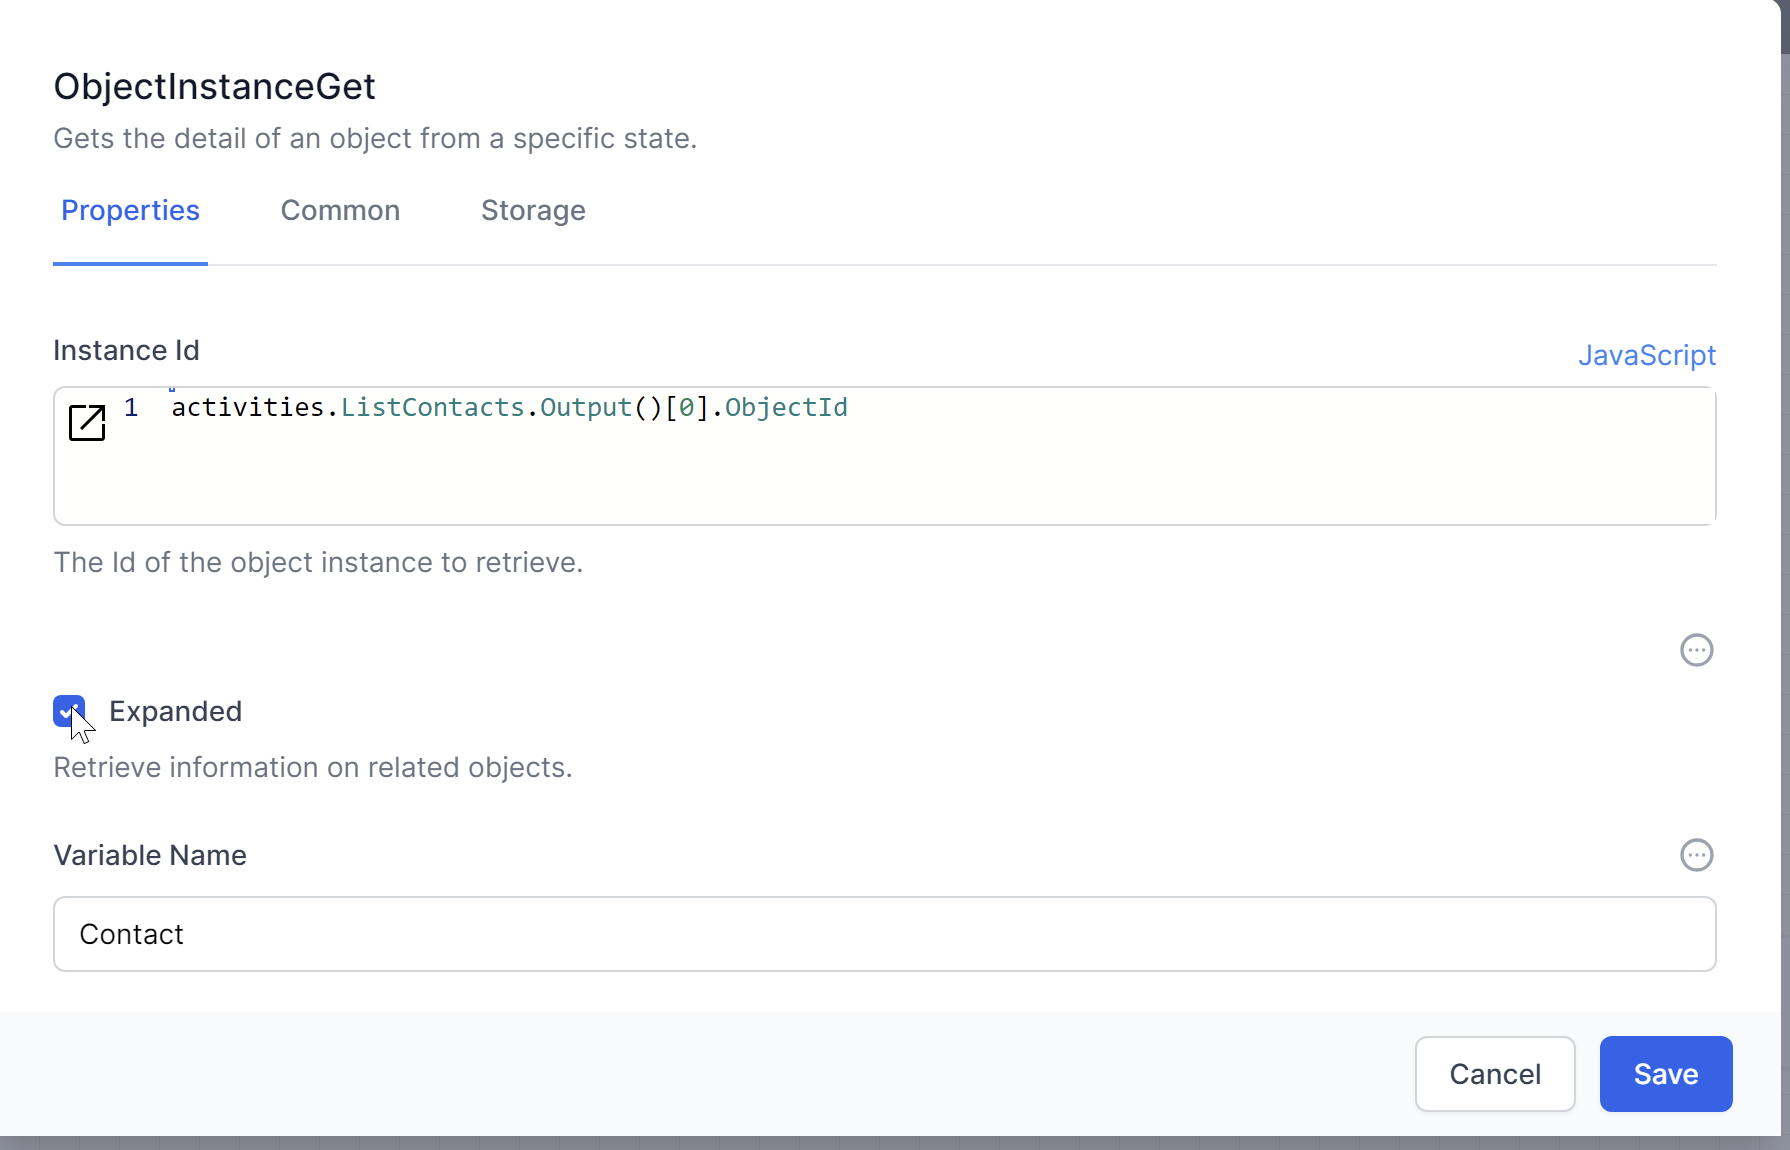 ObjectInstanceGet
Gets the detail of an object from a specific state.
Properties Common Storage
Instance Id JavaScript
1 activities.ListContacts.Output()[0].ObjectId
The Id of the object instance to retrieve.
Expanded
Retrieve information on related objects.
Variable Name
Contact
Cancel Save